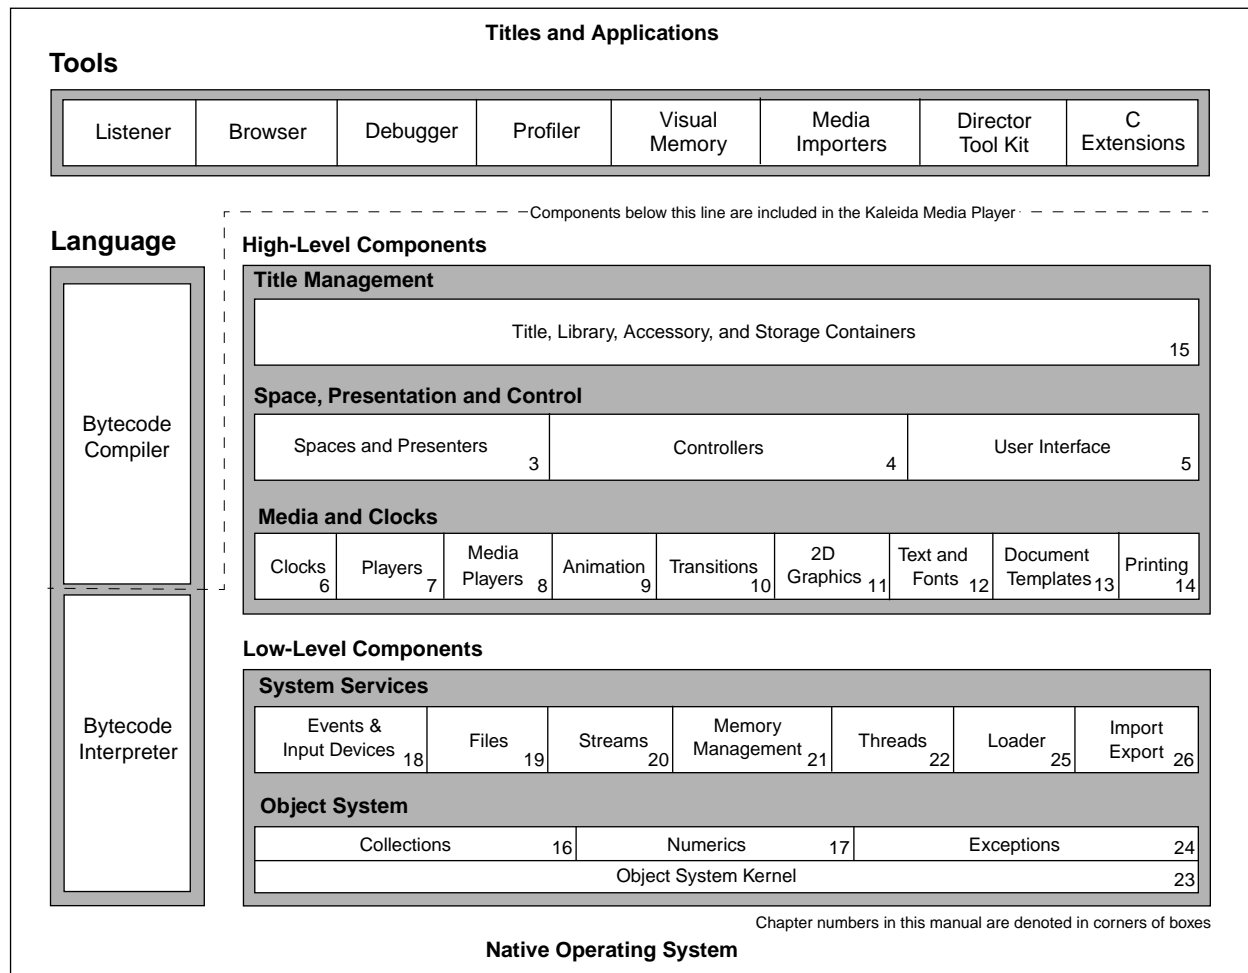 Titles and Applications
Tools
Listener
Browser
Debugger
Profiler
Visual
Memory
Media
Importers
Director
Tool Kit
C
Extensions
Components below this line are included in the Kaleida Media Player
Language
High-Level Components
Title Management
Title, Library, Accessory, and Storage Containers
15
Space, Presentation and Control
Spaces and Presenters
3
Controllers
4
User Interface
5
Bytecode
Compiler
Media and Clocks
Clocks
6
Players
7
Media
Players
8
Animation
9
Transitions
10
2D
Graphics
11
Text and
Fonts
12
Document
Templates
13
Printing
14
Low-Level Components
System Services
Events &
Input Devices
18
Files
19
Streams
20
Memory
Management
21
Threads
22
Loader
25
Import
Export
26
Bytecode
Interpreter
Object System
Collections
16
Numerics
17
Exceptions
24
Object System Kernel
23
Chapter numbers in this manual are denoted in corners of boxes
Native Operating System